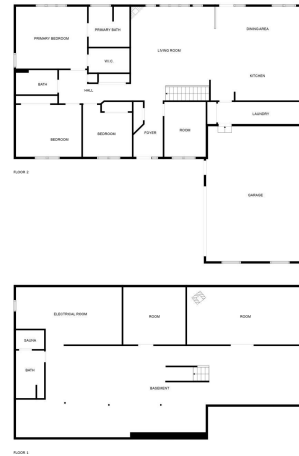 PRIMARY BATH
DINING AREA
PRIMARY BEDROOM
LIVING ROOM
W.I.C.
KITCHEN
BATH
HALL
LAUNDRY
BEDROOM
BEDROOM
FOYER
ROOM
FLOOR 2
GARAGE
ELECTRICAL ROOM
ROOM
ROOM
SAUNA
BATH
BASEMENT
FLOOR 1